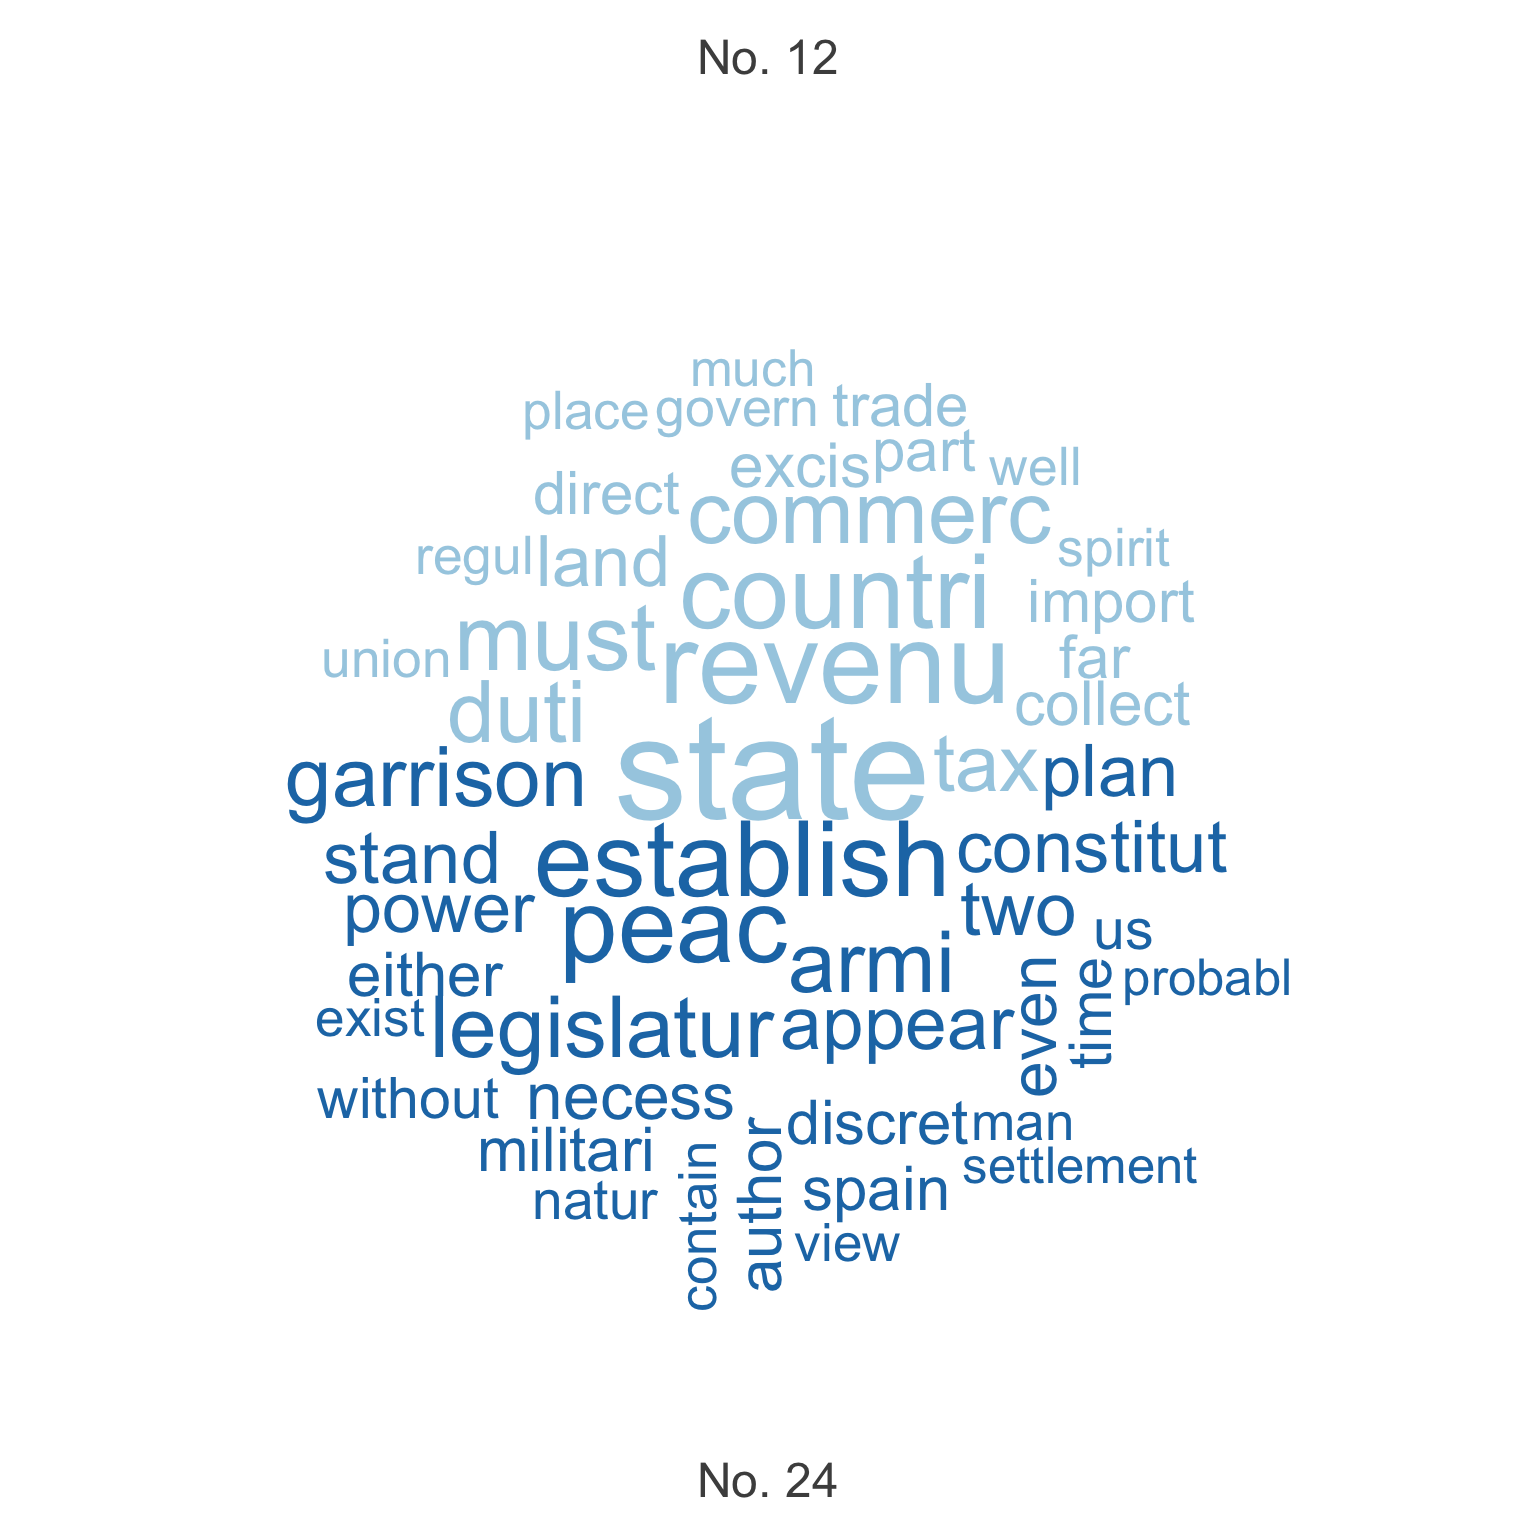 No. 12
much
place govern trade
excis part well
direct commerc
regul land spirit
countri import
union must revenu far
duti collect
garrison state tax plan
stand establish constitut
power peac two us
either armi even time probabl
exist legislatur appear
without necess discret man
militari settlement
natur contain author spain
view
No. 24